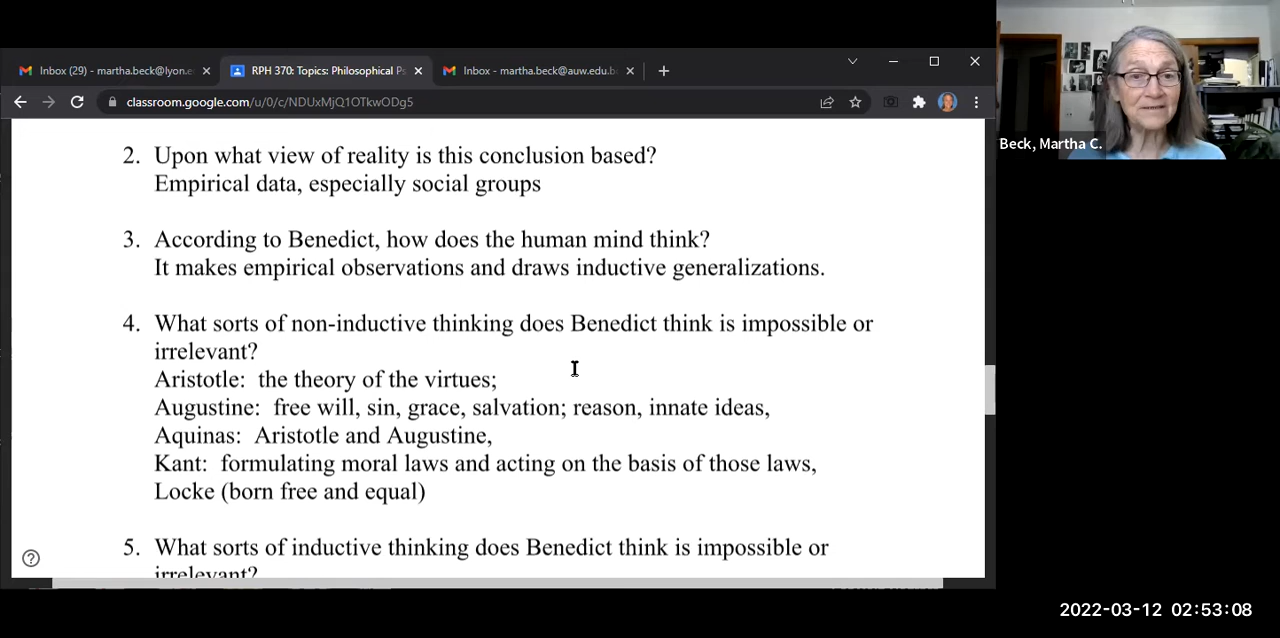 Inbox (29) - martha.beck@lyon.e
RPH 370: Topics: Philosophical Ps
Inbox - martha.beck@auw.edu.b
classroom.google.com/u/0/c/NDUxMjQ1OTkwODg5
Beck, Martha C.
2. Upon what view of reality is this conclusion based?
Empirical data, especially social groups
3. According to Benedict, how does the human mind think?
It makes empirical observations and draws inductive generalizations.
4. What sorts of non-inductive thinking does Benedict think is impossible or
irrelevant?
Aristotle: the theory of the virtues;
Augustine: free will, sin, grace, salvation; reason, innate ideas,
Aquinas: Aristotle and Augustine,
Kant: formulating moral laws and acting on the basis of those laws,
Locke (born free and equal)
5. What sorts of inductive thinking does Benedict think is impossible or
irrelevant?
2022-03-12 02:53:08